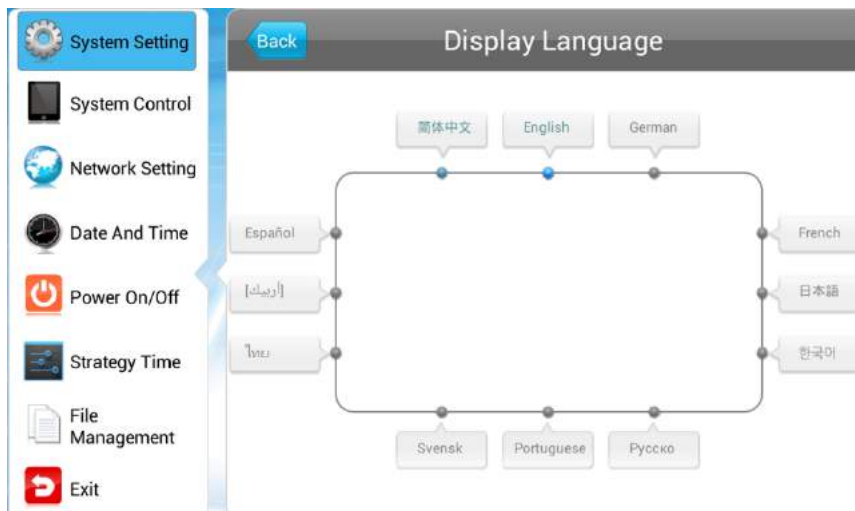 System Setting
System Control
Network Setting
Date And Time
Power On/Off
Strategy Time
File
Management
Exit
Back
Display Language
简体中文
English
German
Español
French
[أرييك]
日本語
ไทย
한국어
Svensk
Portuguese
Русско